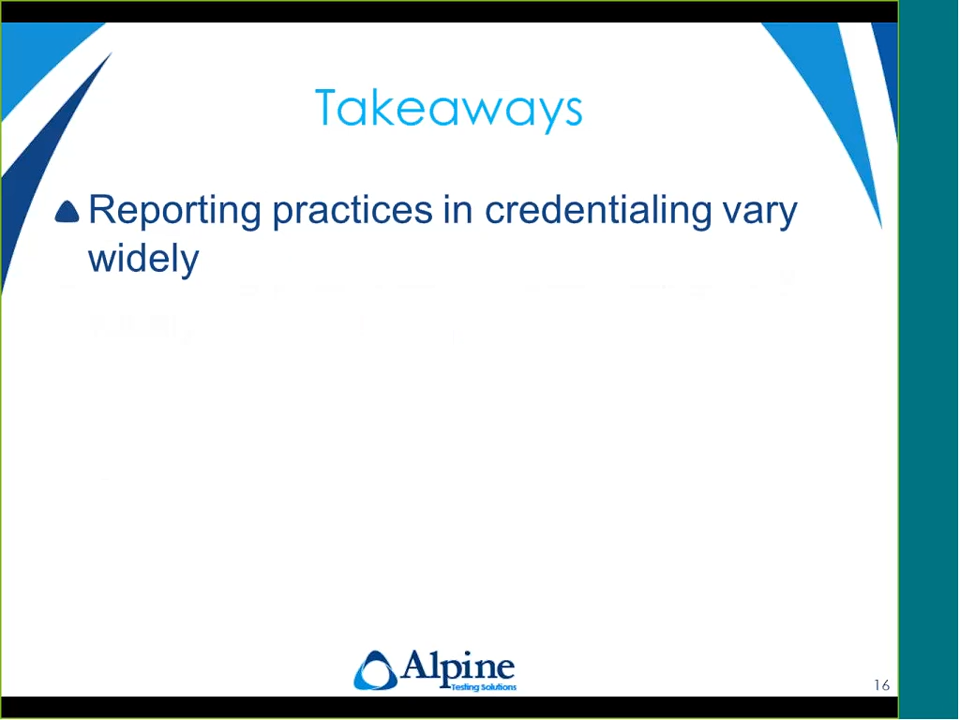 Takeaways
Reporting practices in credentialing vary
widely
Alpine
Testing Solutions
16